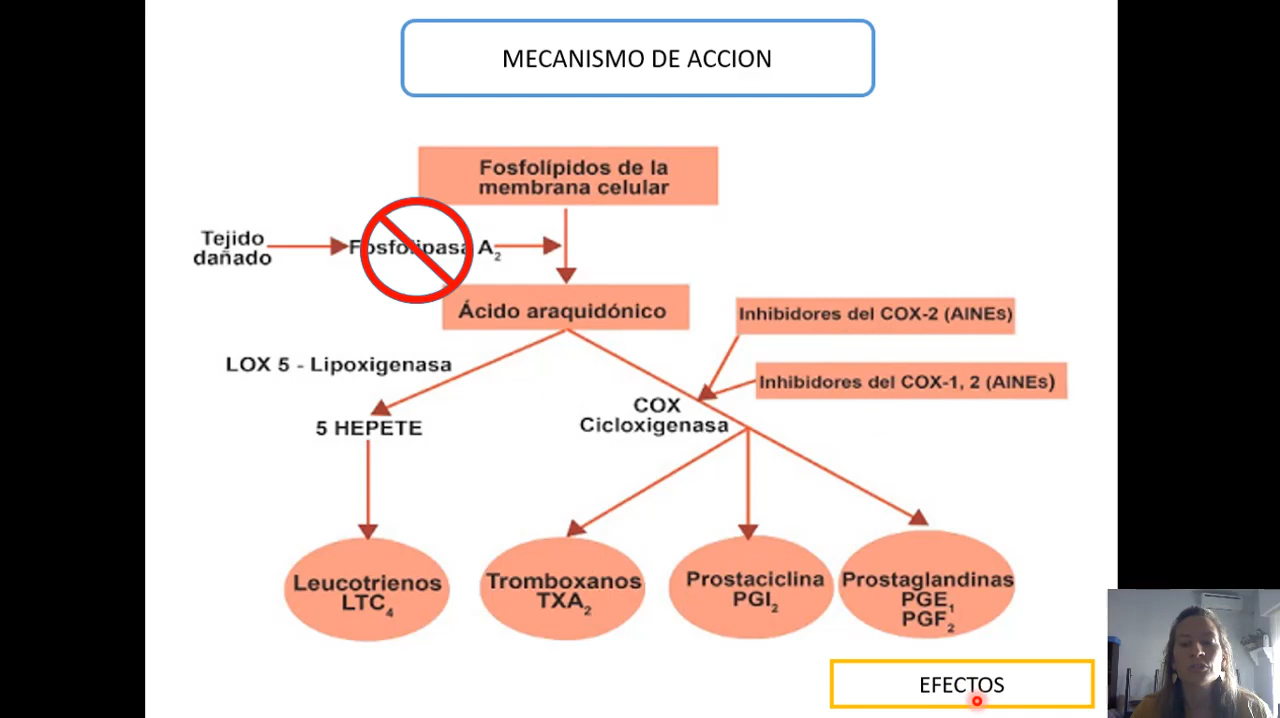 MECANISMO DE ACCION
Fosfolípidos de la
membrana celular
Tejido
dañado
Fosfolipasa A2
Ácido araquidónico
Inhibidores del COX-2 (AINEs)
LOX 5 - Lipoxigenasa
Inhibidores del COX-1, 2 (AINEs)
COX
Cicloxigenasa
5 HEPETE
Leucotrienos
LTC4
Tromboxanos
TXA2
Prostaciclina
PGI2
Prostaglandinas
PGE1
PGF2
EFECTOS